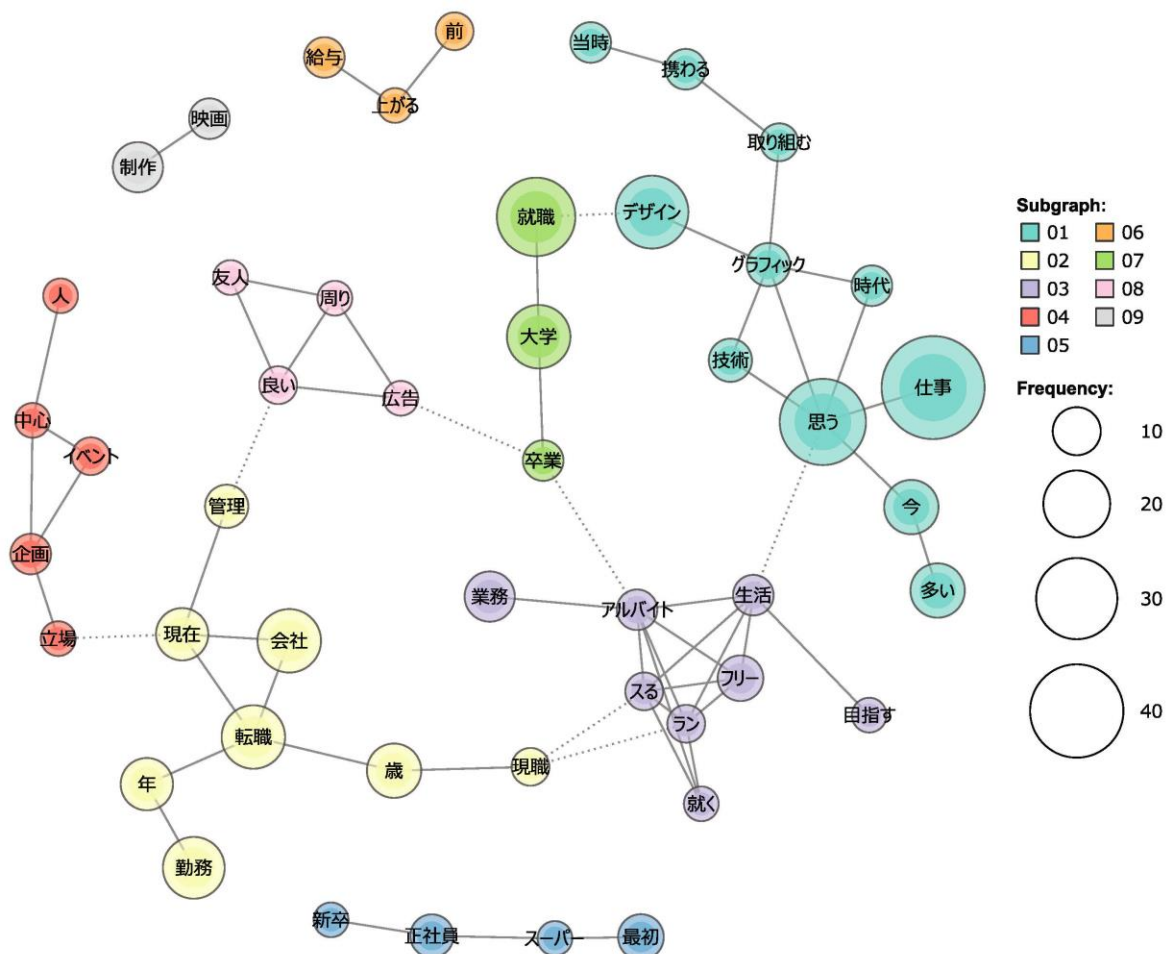 前
給与
上がる
当時
携わる
映画
制作
取り組む
就職
デザイン
グラフィック
時代
友人
周り
人
大学
技術
良い
広告
仕事
思う
中心
イベント
卒業
管理
今
企画
業務
アルバイト
生活
多い
立場
現在
会社
スる
フリー
ラン
目指す
転職
歳
現職
年
就く
勤務
新卒
正社員
スーパー
最初
Subgraph:
01 06
02 07
03 08
04 09
05
Frequency:
10
20
30
40